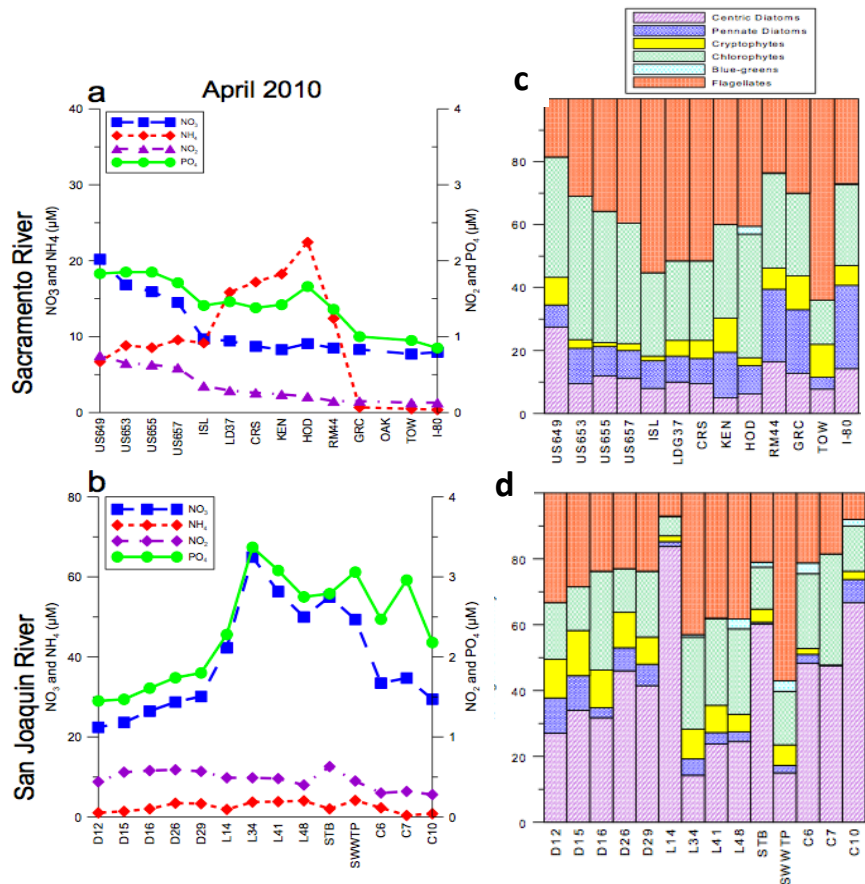 April 2010
Sacramento River
San Joaquin River
a
NO3
NH4
NO2
PO4
NO3 and NH4 (µM)
40
30
20
10
0
NO2 and PO4 (µM)
4
3
2
1
0
US649
US653
US655
US657
ISL
LD37
CRS
KEN
HOD
RM44
GRC
OAK
TOW
I-80
b
NO3
NH4
NO2
PO4
NO3 and NH4 (µM)
80
60
40
20
0
NO2 and PO4 (µM)
4
3
2
1
0
D12
D15
D16
D26
D29
L14
L34
L41
L48
STB
SWWTP
C6
C7
C10
Centric Diatoms
Pennate Diatoms
Cryptophytes
Chlorophytes
Blue-greens
Flagellates
c
80
60
40
20
0
US649
US653
US655
US657
ISL
LDG37
CRS
KEN
HOD
RM44
GRC
TOW
I-80
d
80
60
40
20
0
D12
D15
D16
D26
D29
L14
L34
L41
L48
STB
SWWTP
C6
C7
C10